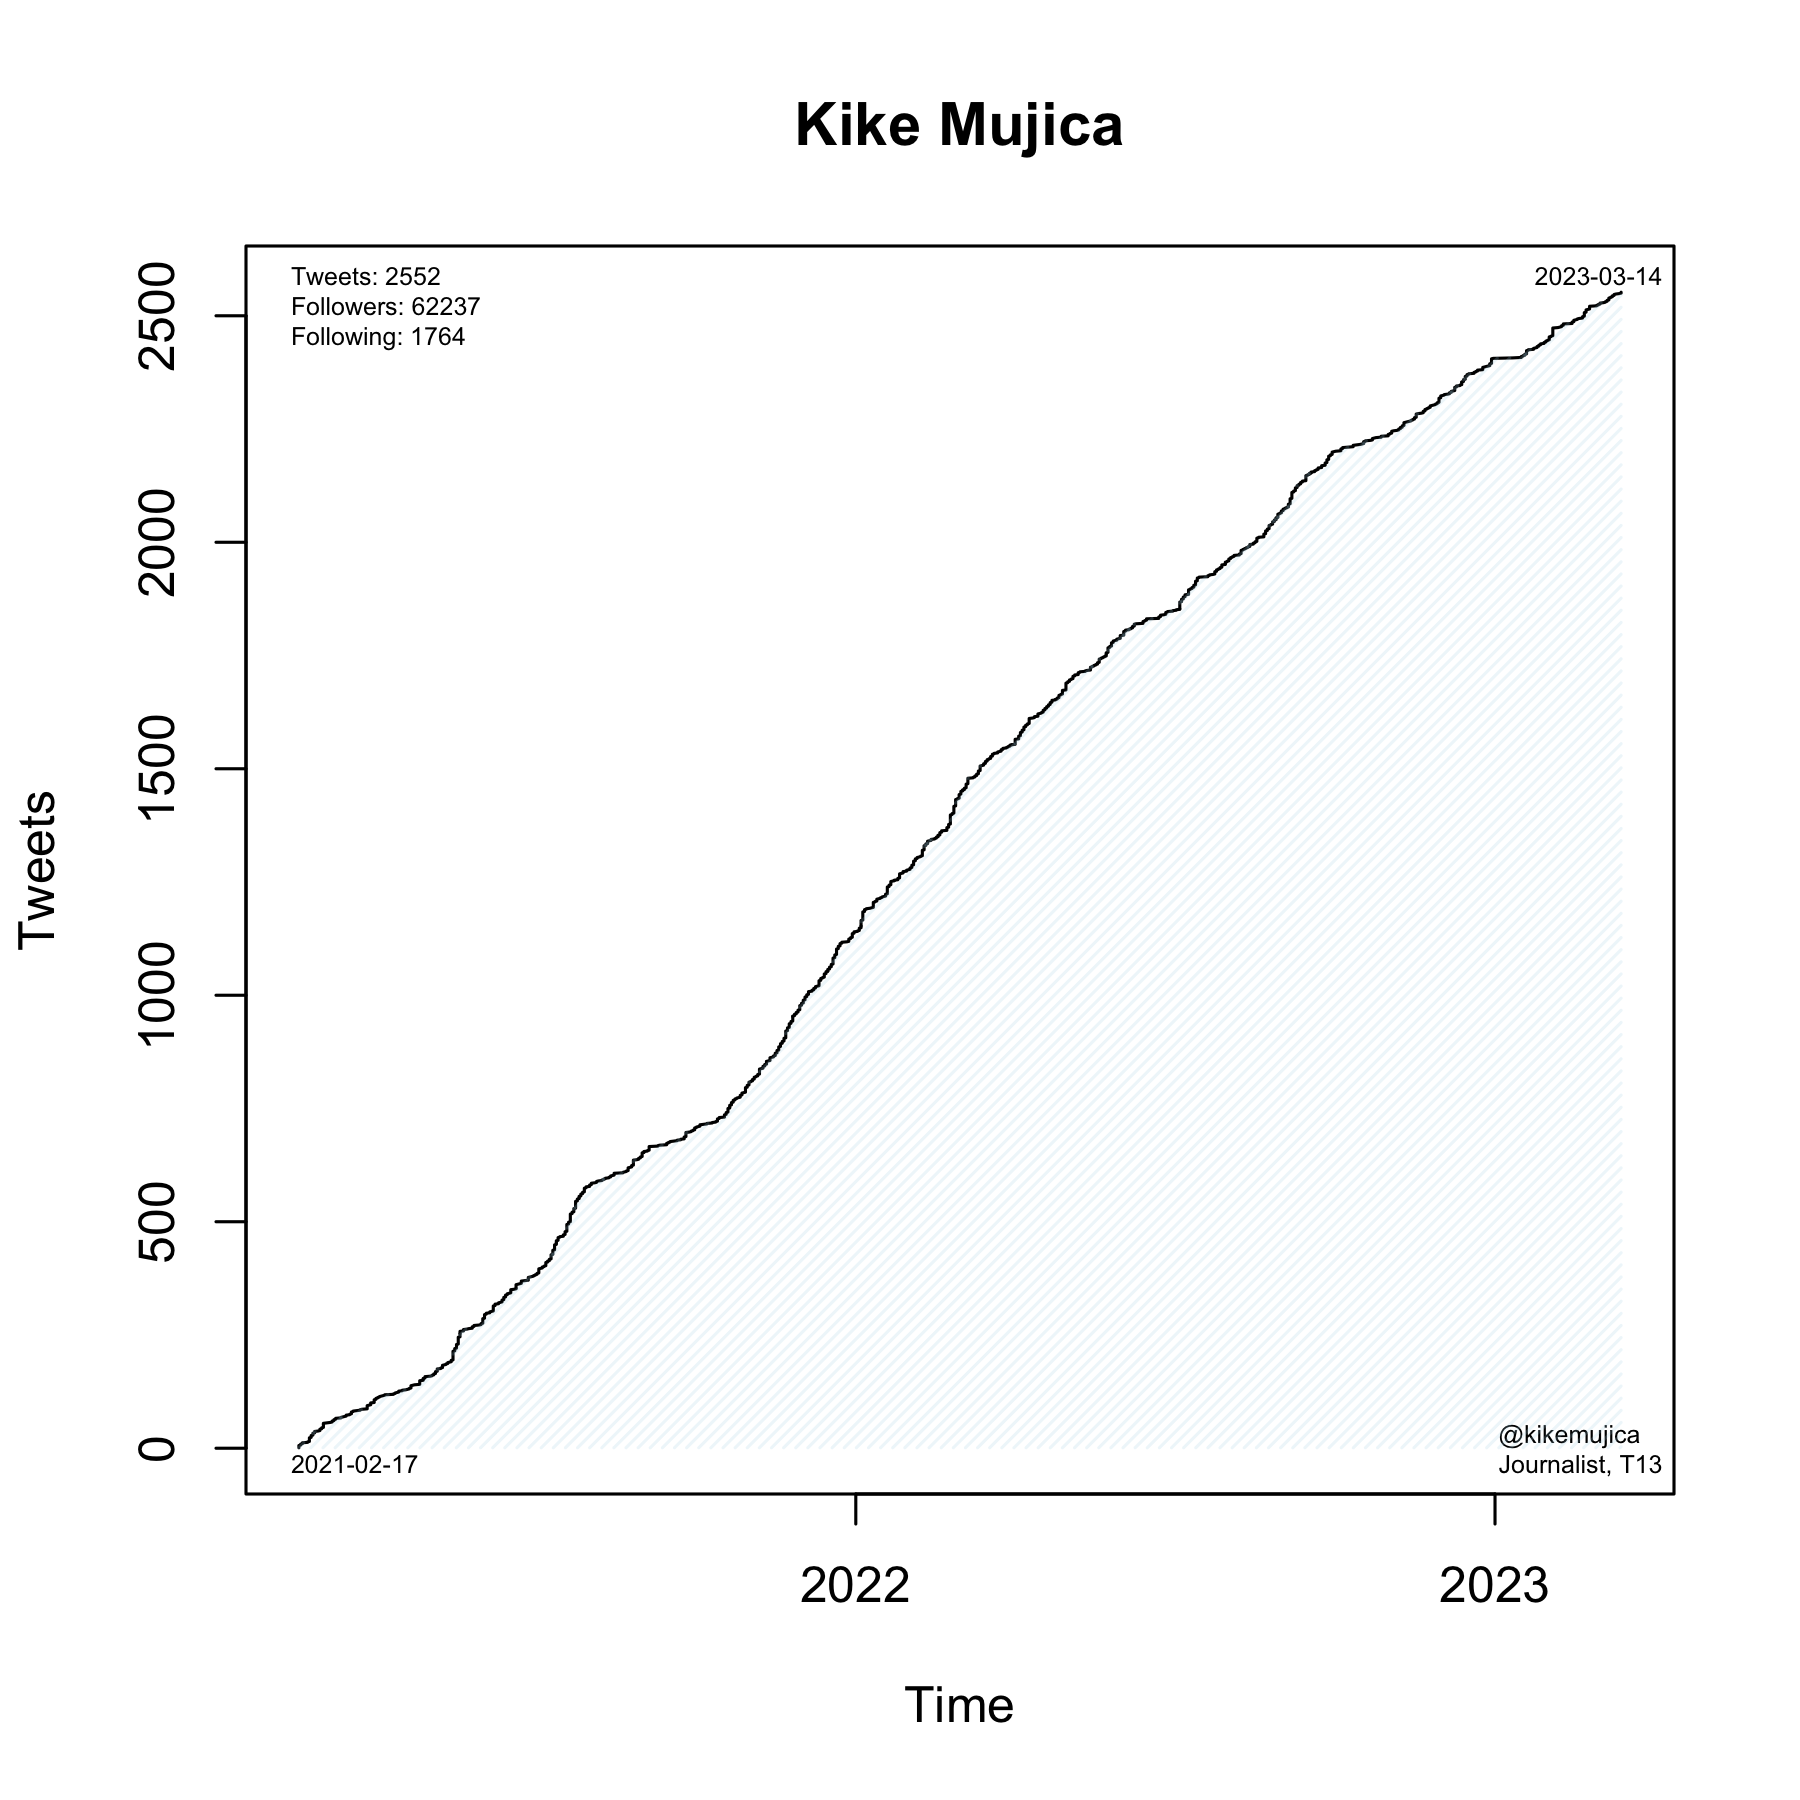 Kike Mujica
Tweets: 2552
Followers: 62237
Following: 1764
2023-03-14
2500
2000
1500
1000
500
0
Tweets
@kikemujica
Journalist, T13
2021-02-17
2022
2023
Time